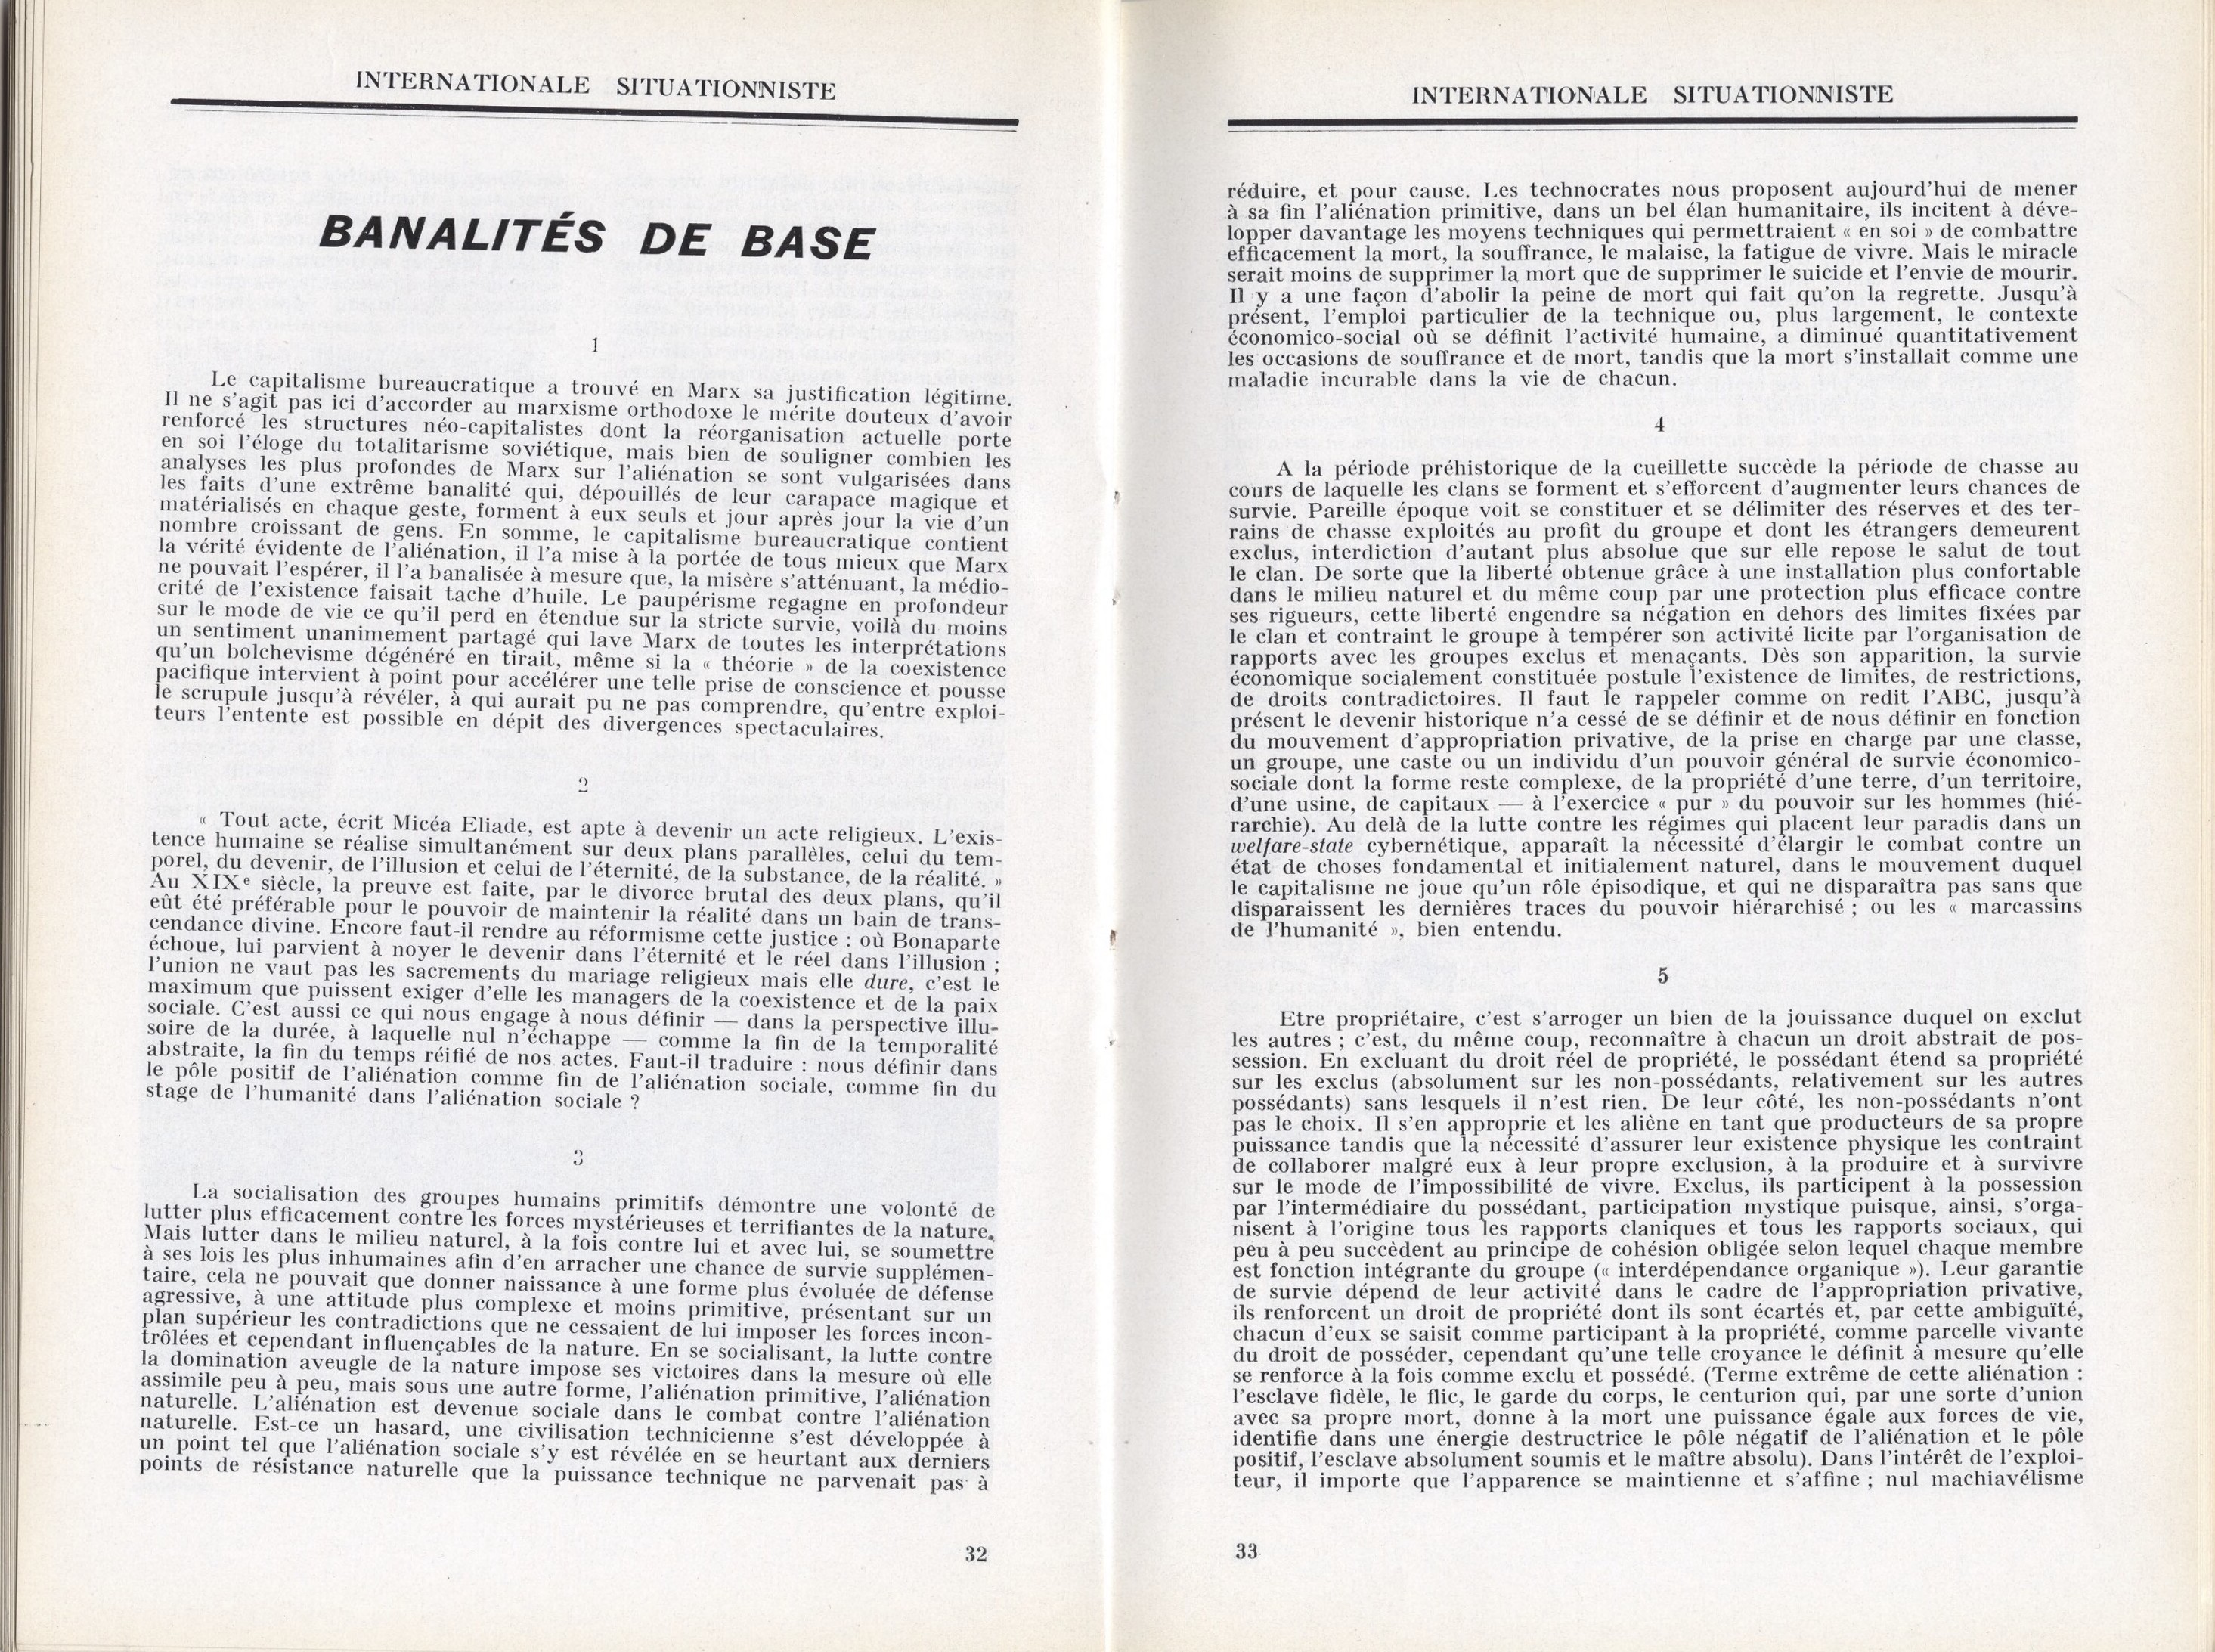 INTERNATIONALE SITUATIONNISTE
BANALITÉS DE BASE
1
Le capitalisme bureaucratique a trouvé en Marx sa justification légitime.
Il ne s'agit pas ici d'accorder au marxisme orthodoxe le mérite douteux d'avoir
renforcé les structures néo-capitalistes dont la réorganisation actuelle porte
en soi l'éloge du totalitarisme soviétique, mais bien de souligner combien les
analyses les plus profondes de Marx sur l'aliénation se sont vulgarisées dans
les faits d'une extrême banalité qui, dépouillés de leur carapace magique et
matérialisés en chaque geste, forment à eux seuls et jour après jour la vie d'un
nombre croissant de gens. En somme, le capitalisme bureaucratique contient
la vérité évidente de l'aliénation, il l'a mise à la portée de tous mieux que Marx
ne pouvait l'espérer, il l'a banalisée à mesure que, la misère s'atténuant, la médio-
crité de l'existence faisait tache d'huile. Le paupérisme regagne en profondeur
sur le mode de vie ce qu'il perd en étendue sur la stricte survie, voilà du moins
un sentiment unanimement partagé qui lave Marx de toutes les interprétations
qu'un bolchevisme dégénéré en tirait, même si la « théorie » de la coexistence
pacifique intervient à point pour accélérer une telle prise de conscience et pousse
le scrupule jusqu'à révéler, à qui aurait pu ne pas comprendre, qu'entre exploi-
teurs l'entente est possible en dépit des divergences spectaculaires.
2
« Tout acte, écrit Micéa Eliade, est apte à devenir un acte religieux. L'exis-
tence humaine se réalise simultanément sur deux plans parallèles, celui du tem-
porel, du devenir, de l'illusion et celui de l'éternité, de la substance, de la réalité. »
Au XIXe siècle, la preuve est faite, par le divorce brutal des deux plans, qu'il
eût été préférable pour le pouvoir de maintenir la réalité dans un bain de trans-
cendance divine. Encore faut-il rendre au réformisme cette justice : où Bonaparte
échoue, lui parvient à noyer le devenir dans l'éternité et le réel dans l'illusion ;
l'union ne vaut pas les sacrements du mariage religieux mais elle dure, c'est le
maximum que puissent exiger d'elle les managers de la coexistence et de la paix
sociale. C'est aussi ce qui nous engage à nous définir — dans la perspective illu-
soire de la durée, à laquelle nul n'échappe — comme la fin de la temporalité
abstraite, la fin du temps réifié de nos actes. Faut-il traduire : nous définir dans
le pôle positif de l'aliénation comme fin de l'aliénation sociale, comme fin du
stage de l'humanité dans l'aliénation sociale ?
3
La socialisation des groupes humains primitifs démontre une volonté de
lutter plus efficacement contre les forces mystérieuses et terrifiantes de la nature.
Mais lutter dans le milieu naturel, à la fois contre lui et avec lui, se soumettre
à ses lois les plus inhumaines afin d'en arracher une chance de survie supplémen-
taire, cela ne pouvait que donner naissance à une forme plus évoluée de défense
agressive, à une attitude plus complexe et moins primitive, présentant sur un
plan supérieur les contradictions que ne cessaient de lui imposer les forces incon-
trôlées et cependant influençables de la nature. En se socialisant, la lutte contre
la domination aveugle de la nature impose ses victoires dans la mesure où elle
assimile peu à peu, mais sous une autre forme, l'aliénation primitive, l'aliénation
naturelle. L'aliénation est devenue sociale dans le combat contre l'aliénation
naturelle. Est-ce un hasard, une civilisation technicienne s'est développée à
un point tel que l'aliénation sociale s'y est révélée en se heurtant aux derniers
points de résistance naturelle que la puissance technique ne parvenait pas à
32
INTERNATIONALE SITUATIONNISTE
réduire, et pour cause. Les technocrates nous proposent aujourd'hui de mener
à sa fin l'aliénation primitive, dans un bel élan humanitaire, ils incitent à déve-
lopper davantage les moyens techniques qui permettraient « en soi » de combattre
efficacement la mort, la souffrance, le malaise, la fatigue de vivre. Mais le miracle
serait moins de supprimer la mort que de supprimer le suicide et l'envie de mourir.
Il y a une façon d'abolir la peine de mort qui fait qu'on la regrette. Jusqu'à
présent, l'emploi particulier de la technique ou, plus largement, le contexte
économico-social où se définit l'activité humaine, a diminué quantitativement
les occasions de souffrance et de mort, tandis que la mort s'installait comme une
maladie incurable dans la vie de chacun.
4
A la période préhistorique de la cueillette succède la période de chasse au
cours de laquelle les clans se forment et s'efforcent d'augmenter leurs chances de
survie. Pareille époque voit se constituer et se délimiter des réserves et des ter-
rains de chasse exploités au profit du groupe et dont les étrangers demeurent
exclus, interdiction d'autant plus absolue que sur elle repose le salut de tout
le clan. De sorte que la liberté obtenue grâce à une installation plus confortable
dans le milieu naturel et du même coup par une protection plus efficace contre
ses rigueurs, cette liberté engendre sa négation en dehors des limites fixées par
le clan et contraint le groupe à tempérer son activité licite par l'organisation de
rapports avec les groupes exclus et menaçants. Dès son apparition, la survie
économique socialement constituée postule l'existence de limites, de restrictions,
de droits contradictoires. Il faut le rappeler comme on redit l'ABC, jusqu'à
présent le devenir historique n'a cessé de se définir et de nous définir en fonction
du mouvement d'appropriation privative, de la prise en charge par une classe,
un groupe, une caste ou un individu d'un pouvoir général de survie économico-
sociale dont la forme reste complexe, de la propriété d'une terre, d'un territoire,
d'une usine, de capitaux — à l'exercice « pur » du pouvoir sur les hommes (hié-
rarchie). Au delà de la lutte contre les régimes qui placent leur paradis dans un
welfare-state cybernétique, apparaît la nécessité d'élargir le combat contre un
état de choses fondamental et initialement naturel, dans le mouvement duquel
le capitalisme ne joue qu'un rôle épisodique, et qui ne disparaîtra pas sans que
disparaissent les dernières traces du pouvoir hiérarchisé ; ou les « marcassins
de l'humanité », bien entendu.
5
Etre propriétaire, c'est s'arroger un bien de la jouissance duquel on exclut
les autres ; c'est, du même coup, reconnaître à chacun un droit abstrait de pos-
session. En excluant du droit réel de propriété, le possédant étend sa propriété
sur les exclus (absolument sur les non-possédants, relativement sur les autres
possédants) sans lesquels il n'est rien. De leur côté, les non-possédants n'ont
pas le choix. Il s'en approprie et les aliène en tant que producteurs de sa propre
puissance tandis que la nécessité d'assurer leur existence physique les contraint
de collaborer malgré eux à leur propre exclusion, à la produire et à survivre
sur le mode de l'impossibilité de vivre. Exclus, ils participent à la possession
par l'intermédiaire du possédant, participation mystique puisque, ainsi, s'orga-
nisent à l'origine tous les rapports claniques et tous les rapports sociaux, qui
peu à peu succèdent au principe de cohésion obligée selon lequel chaque membre
est fonction intégrante du groupe (« interdépendance organique »). Leur garantie
de survie dépend de leur activité dans le cadre de l'appropriation privative,
ils renforcent un droit de propriété dont ils sont écartés et, par cette ambiguïté,
chacun d'eux se saisit comme participant à la propriété, comme parcelle vivante
du droit de posséder, cependant qu'une telle croyance le définit à mesure qu'elle
se renforce à la fois comme exclu et possédé. (Terme extrême de cette aliénation :
l'esclave fidèle, le flic, le garde du corps, le centurion qui, par une sorte d'union
avec sa propre mort, donne à la mort une puissance égale aux forces de vie,
identifie dans une énergie destructrice le pôle négatif de l'aliénation et le pôle
positif, l'esclave absolument soumis et le maître absolu). Dans l'intérêt de l'exploi-
teur, il importe que l'apparence se maintienne et s'affine ; nul machiavélisme
33